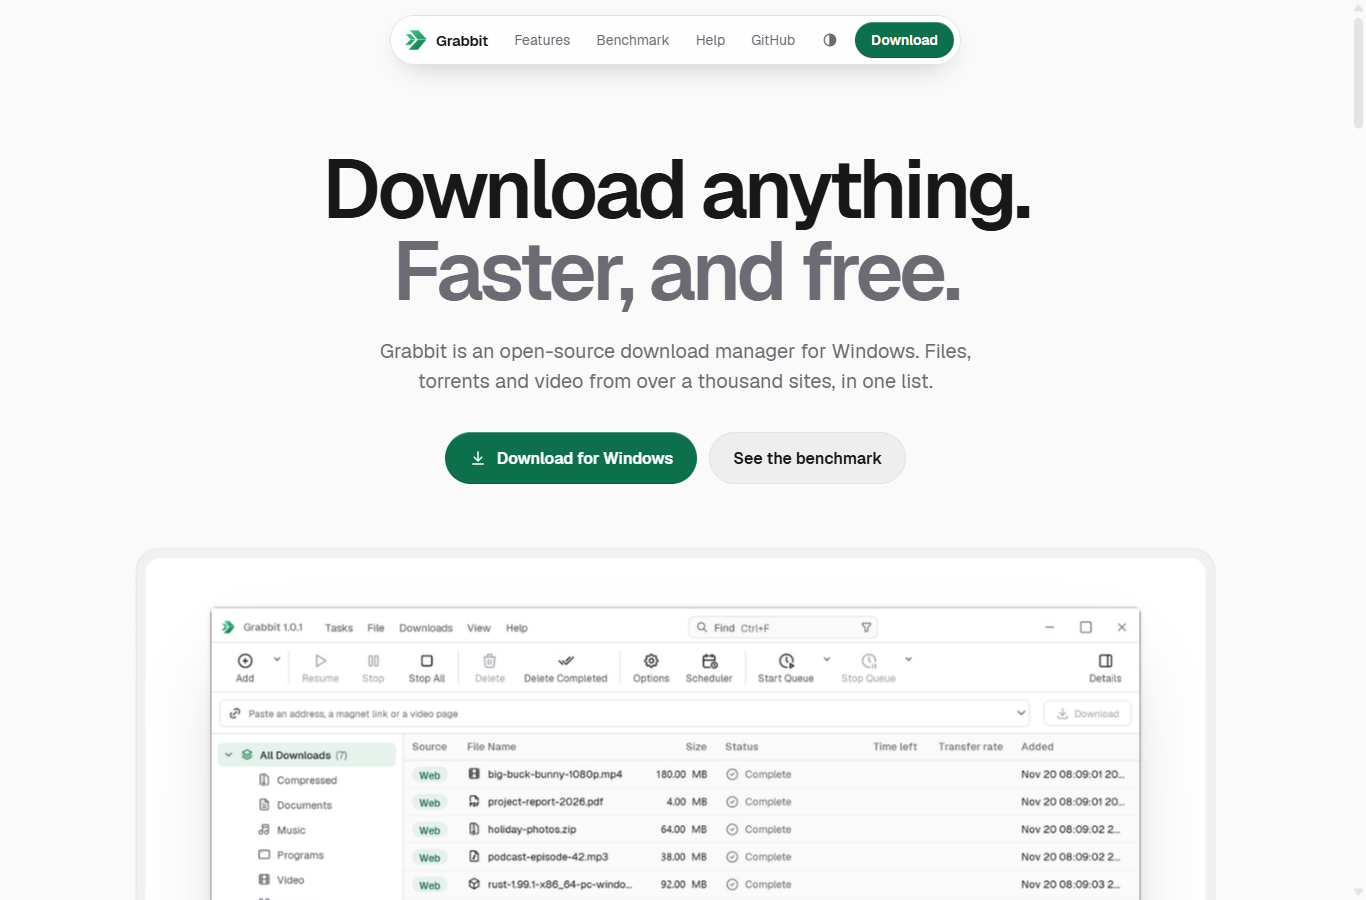 Grabbit Features Benchmark Help GitHub Download
Download anything.
Faster, and free.
Grabbit is an open-source download manager for Windows. Files,
torrents and video from over a thousand sites, in one list.
Download for Windows See the benchmark
Grabbit 1.0.1 Tasks File Downloads View Help Find Ctrl+F
Add Resume Stop Stop All Delete Delete Completed Options Scheduler Start Queue Stop Queue Details
Paste an address, a magnet link or a video page Download
All Downloads (7) Source File Name Size Status Time left Transfer rate Added
Compressed Web big-buck-bunny-1080p.mp4 180.00 MB Complete Nov 20 08:09:01 20...
Documents Web project-report-2026.pdf 4.00 MB Complete Nov 20 08:09:01 20...
Music Web holiday-photos.zip 64.00 MB Complete Nov 20 08:09:02 2...
Programs Web podcast-episode-42.mp3 38.00 MB Complete Nov 20 08:09:02 2...
Video Web rust-1.99.1-x86_64-pc-windo... 92.00 MB Complete Nov 20 08:09:03 2...